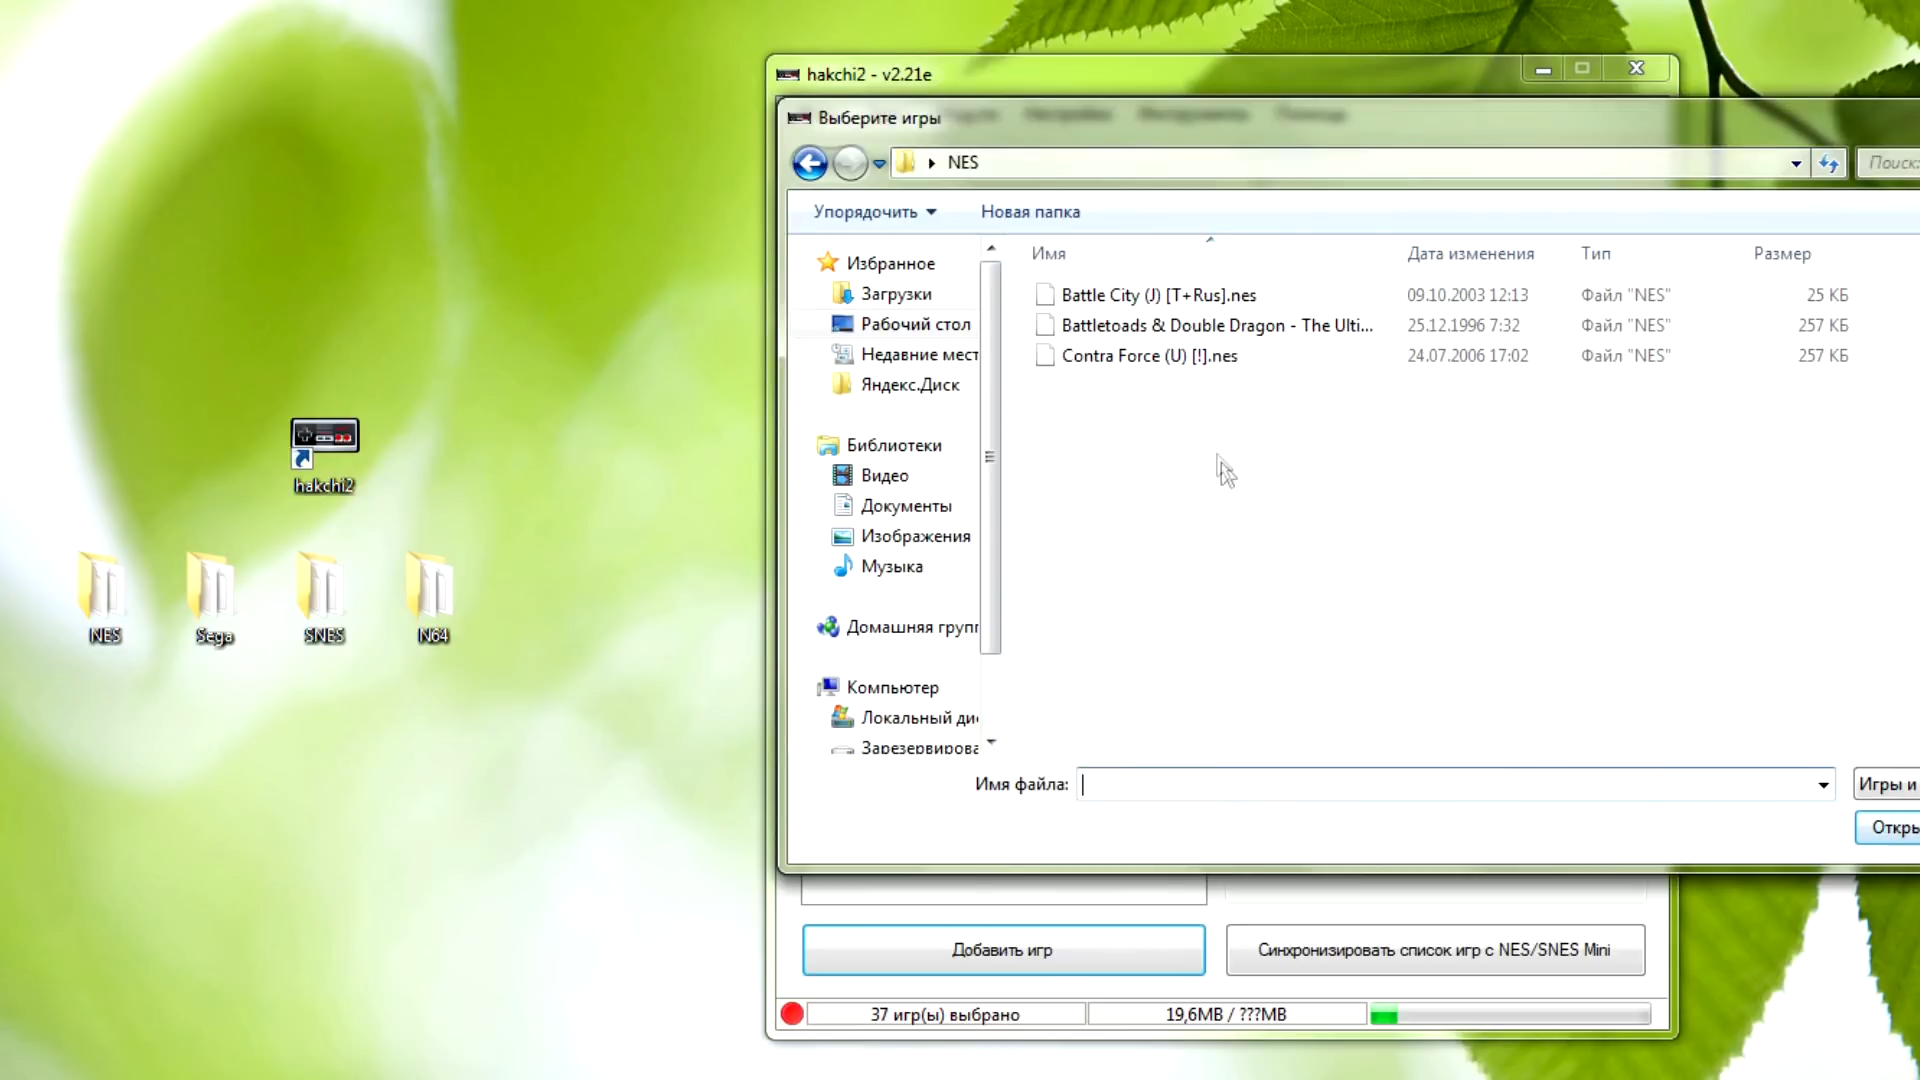 hakchi2 - v2.21e
Выберите игры
NES
Упорядочить
Новая папка
Имя
Дата изменения
Тип
Размер
Избранное
Загрузки
Рабочий стол
Недавние мест
Яндекс.Диск
Библиотеки
Видео
Документы
Изображения
Музыка
Домашняя групп
Компьютер
Локальный ди
Зарезервирова
Battle City (J) [T+Rus].nes 09.10.2003 12:13 Файл "NES" 25 КБ
Battletoads & Double Dragon - The Ulti... 25.12.1996 7:32 Файл "NES" 257 КБ
Contra Force (U) [!].nes 24.07.2006 17:02 Файл "NES" 257 КБ
Имя файла:
Игры и
Откры
Добавить игр
Синхронизировать список игр с NES/SNES Mini
37 игр(ы) выбрано
19,6MB / ???MB
hakchi2
NES
Sega
SNES
N64